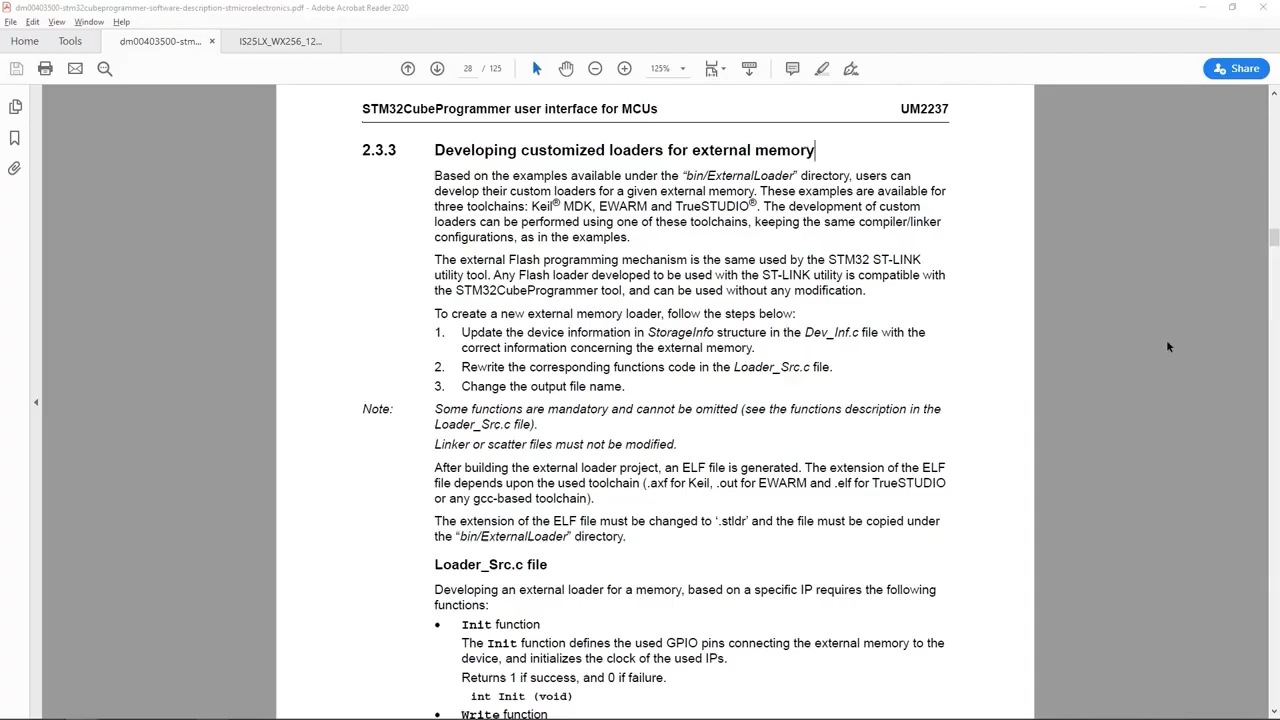 dm00403500-stm32cubeprogrammer-software-description-stmicroelectronics.pdf - Adobe Acrobat Reader 2020
File Edit View Window Help
Home Tools dm00403500-stm... × IS25LX_WX256_12...
28 / 125 125% Share
STM32CubeProgrammer user interface for MCUs UM2237
2.3.3 Developing customized loaders for external memory
Based on the examples available under the "bin/ExternalLoader" directory, users can
develop their custom loaders for a given external memory. These examples are available for
three toolchains: Keil® MDK, EWARM and TrueSTUDIO®. The development of custom
loaders can be performed using one of these toolchains, keeping the same compiler/linker
configurations, as in the examples.
The external Flash programming mechanism is the same used by the STM32 ST-LINK
utility tool. Any Flash loader developed to be used with the ST-LINK utility is compatible with
the STM32CubeProgrammer tool, and can be used without any modification.
To create a new external memory loader, follow the steps below:
1. Update the device information in StorageInfo structure in the Dev_Inf.c file with the
correct information concerning the external memory.
2. Rewrite the corresponding functions code in the Loader_Src.c file.
3. Change the output file name.
Note: Some functions are mandatory and cannot be omitted (see the functions description in the
Loader_Src.c file).
Linker or scatter files must not be modified.
After building the external loader project, an ELF file is generated. The extension of the ELF
file depends upon the used toolchain (.axf for Keil, .out for EWARM and .elf for TrueSTUDIO
or any gcc-based toolchain).
The extension of the ELF file must be changed to '.stldr' and the file must be copied under
the "bin/ExternalLoader" directory.
Loader_Src.c file
Developing an external loader for a memory, based on a specific IP requires the following
functions:
• Init function
The Init function defines the used GPIO pins connecting the external memory to the
device, and initializes the clock of the used IPs.
Returns 1 if success, and 0 if failure.
int Init (void)
• Write function